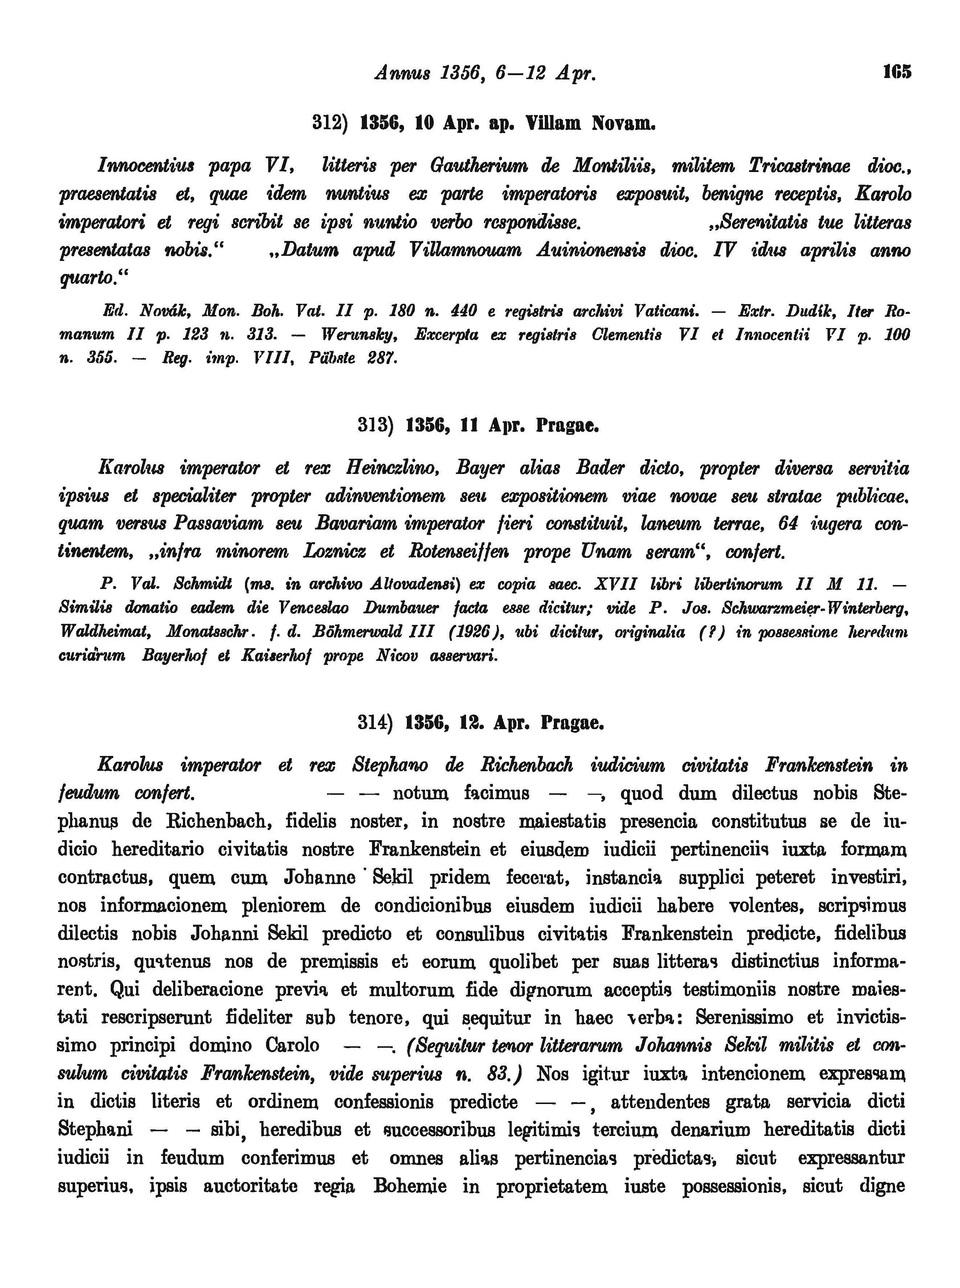 Annus 1356, 6—12 Apr. 165
312) 1356, 10 Apr. ap. Villam Novam.
Innocentius papa VI, litteris per Gautherium de Montiliis, militem Tricastrinae dioc.,
praesentatis et, quae idem nuntius ex parte imperatoris exposuit, benigne receptis, Karolo
imperatori et regi scribit se ipsi nuntio verbo respondisse. „Serenitatis tue litteras
presentatas nobis.“ „Datum apud Villamnouam Auinionensis dioc. IV idus aprilis anno
quarto.“
Ed. Novák, Mon. Boh. Vat. II p. 180 n. 440 e registris archivi Vaticani. — Extr. Dudík, Iter Ro-
manum II p. 123 n. 313. — Werunsky, Excerpta ex registris Clementis VI et Innocentii VI p. 100
n. 355. — Reg. imp. VIII, Päbste 287.
313) 1356, 11 Apr. Pragae.
Karolus imperator et rex Heinczlino, Bayer alias Bader dicto, propter diversa servitia
ipsius et specialiter propter adinventionem seu expositionem viae novae seu stratae publicae,
quam versus Passaviam seu Bavariam imperator fieri constituit, laneum terrae, 64 iugera con-
tinentem, „infra minorem Loznicz et Rotenseiffen prope Unam seram“, confert.
P. Val. Schmidt (ms. in archivo Altovadensi) ex copia saec. XVII libri libertinorum II M 11. —
Similis donatio eadem die Venceslao Dumbauer facta esse dicitur; vide P. Jos. Schwarzmeier-Winterberg,
Waldheimat, Monatsschr. f. d. Böhmerwald III (1926), ubi dicitur, originalia (?) in possessione heredum
curiarum Bayerhof et Kaiserhof prope Nicov asservari.
314) 1356, 12. Apr. Pragae.
Karolus imperator et rex Stephano de Richenbach iudicium civitatis Frankenstein in
feudum confert. — — notum facimus — —, quod dum dilectus nobis Ste-
phanus de Richenbach, fidelis noster, in nostre maiestatis presencia constitutus se de iu-
dicio hereditario civitatis nostre Frankenstein et eiusdem iudicii pertinenciis iuxta formam
contractus, quem cum Johanne Sekil pridem fecerat, instancia supplici peteret investiri,
nos informacionem pleniorem de condicionibus eiusdem iudicii habere volentes, scripsimus
dilectis nobis Johanni Sekil predicto et consulibus civitatis Frankenstein predicte, fidelibus
nostris, quatenus nos de premissis et eorum quolibet per suas litteras distinctius informa-
rent. Qui deliberacione previa et multorum fide dignorum acceptis testimoniis nostre maies-
tati rescripserunt fideliter sub tenore, qui sequitur in haec verba: Serenissimo et invictis-
simo principi domino Carolo — —. (Sequitur tenor litterarum Johannis Sekil militis et con-
sulum civitatis Frankenstein, vide superius n. 83.) Nos igitur iuxta intencionem expressam
in dictis literis et ordinem confessionis predicte — —, attendentes grata servicia dicti
Stephani — — sibi, heredibus et successoribus legitimis tercium denarium hereditatis dicti
iudicii in feudum conferimus et omnes alias pertinencias predictas, sicut expressantur
superius, ipsis auctoritate regia Bohemie in proprietatem iuste possessionis, sicut digne